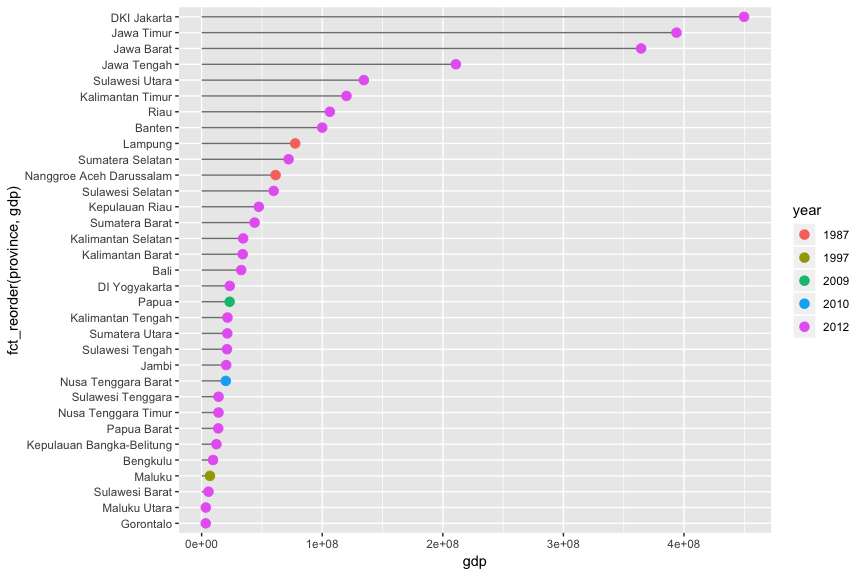 fct_reorder(province, gdp)
DKI Jakarta
Jawa Timur
Jawa Barat
Jawa Tengah
Sulawesi Utara
Kalimantan Timur
Riau
Banten
Lampung
Sumatera Selatan
Nanggroe Aceh Darussalam
Sulawesi Selatan
Kepulauan Riau
Sumatera Barat
Kalimantan Selatan
Kalimantan Barat
Bali
DI Yogyakarta
Papua
Kalimantan Tengah
Sumatera Utara
Sulawesi Tengah
Jambi
Nusa Tenggara Barat
Sulawesi Tenggara
Nusa Tenggara Timur
Papua Barat
Kepulauan Bangka-Belitung
Bengkulu
Maluku
Sulawesi Barat
Maluku Utara
Gorontalo
0e+00 1e+08 2e+08 3e+08 4e+08
gdp
year
1987
1997
2009
2010
2012